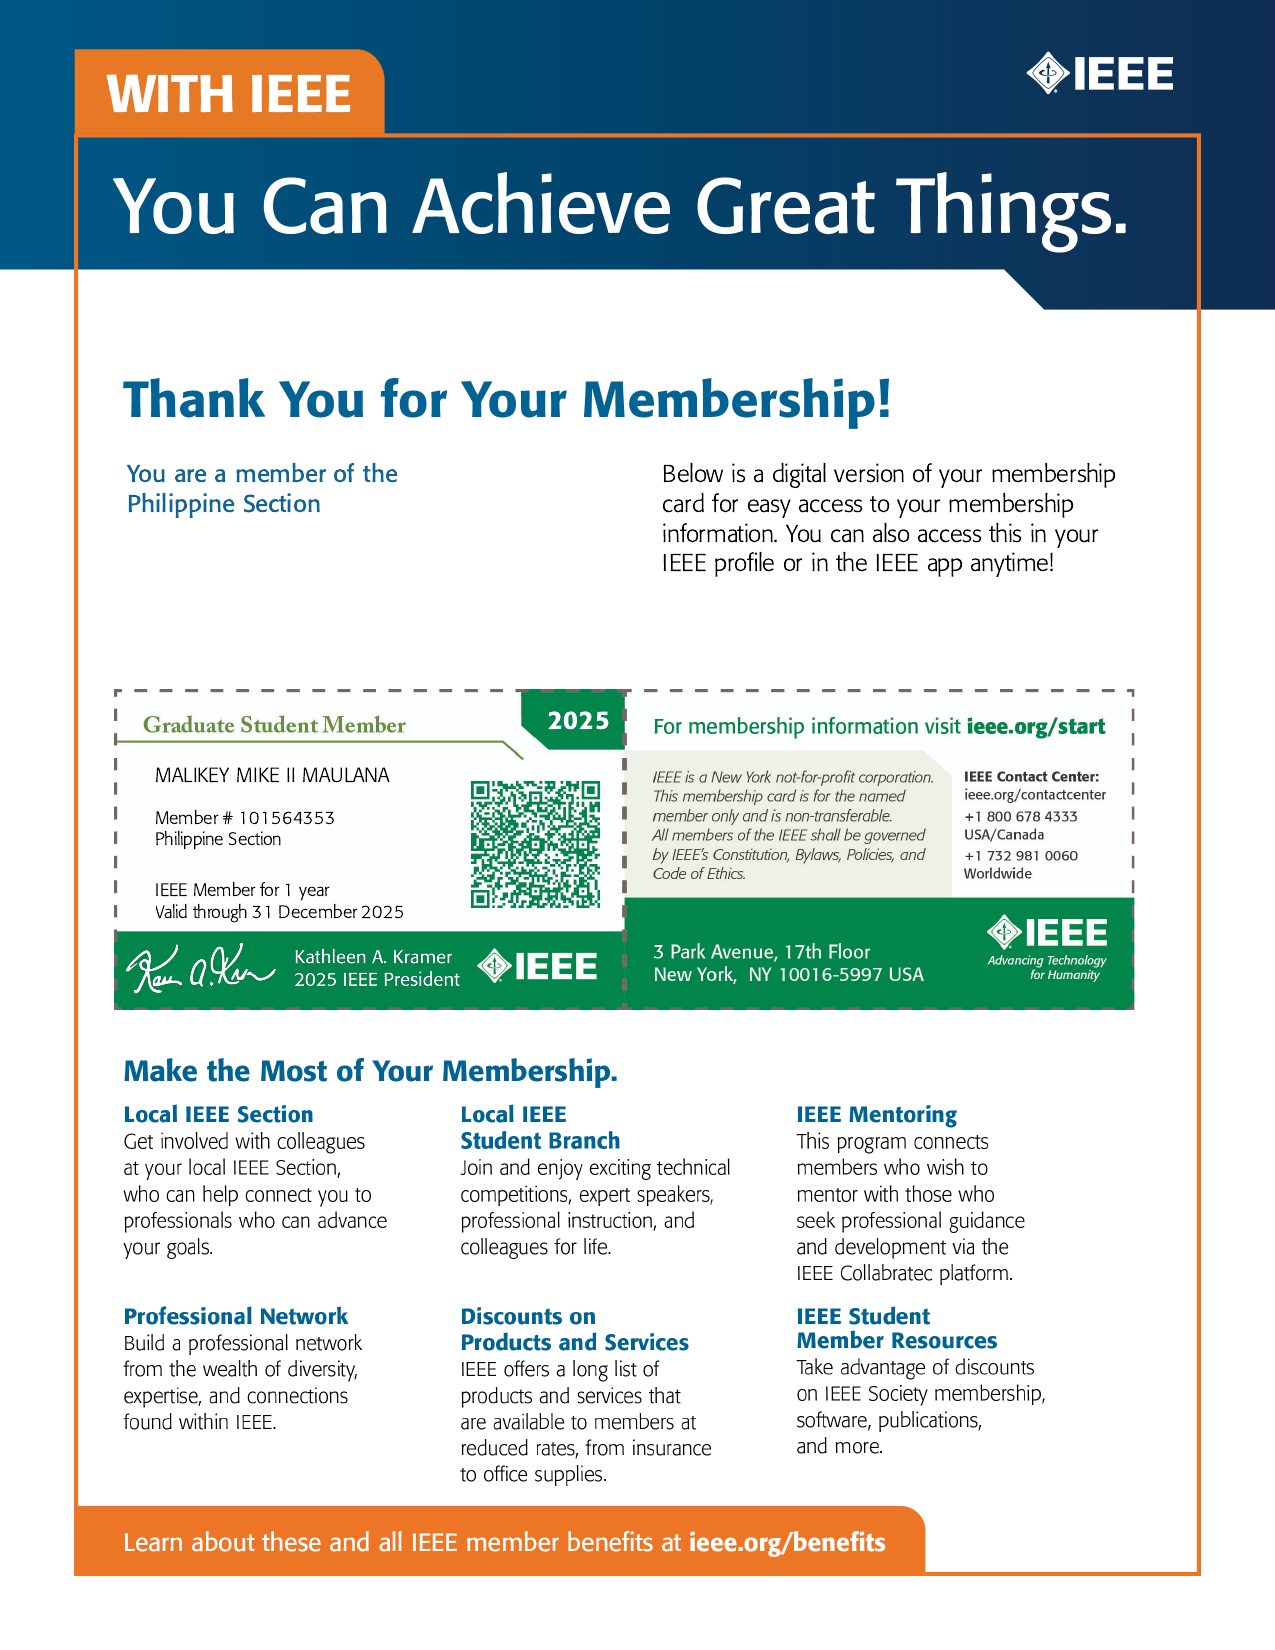 WITH IEEE
IEEE
You Can Achieve Great Things.
Thank You for Your Membership!
You are a member of the
Philippine Section
Below is a digital version of your membership
card for easy access to your membership
information. You can also access this in your
IEEE profile or in the IEEE app anytime!
Graduate Student Member
2025
MALIKEY MIKE II MAULANA
Member # 101564353
Philippine Section
IEEE Member for 1 year
Valid through 31 December 2025
Kathleen A. Kramer
2025 IEEE President
IEEE
For membership information visit ieee.org/start
IEEE is a New York not-for-profit corporation.
This membership card is for the named
member only and is non-transferable.
All members of the IEEE shall be governed
by IEEE's Constitution, Bylaws, Policies, and
Code of Ethics.
IEEE Contact Center:
ieee.org/contactcenter
+1 800 678 4333
USA/Canada
+1 732 981 0060
Worldwide
3 Park Avenue, 17th Floor
New York, NY 10016-5997 USA
IEEE
Advancing Technology
for Humanity
Make the Most of Your Membership.
Local IEEE Section
Get involved with colleagues
at your local IEEE Section,
who can help connect you to
professionals who can advance
your goals.
Local IEEE
Student Branch
Join and enjoy exciting technical
competitions, expert speakers,
professional instruction, and
colleagues for life.
IEEE Mentoring
This program connects
members who wish to
mentor with those who
seek professional guidance
and development via the
IEEE Collabratec platform.
Professional Network
Build a professional network
from the wealth of diversity,
expertise, and connections
found within IEEE.
Discounts on
Products and Services
IEEE offers a long list of
products and services that
are available to members at
reduced rates, from insurance
to office supplies.
IEEE Student
Member Resources
Take advantage of discounts
on IEEE Society membership,
software, publications,
and more.
Learn about these and all IEEE member benefits at ieee.org/benefits